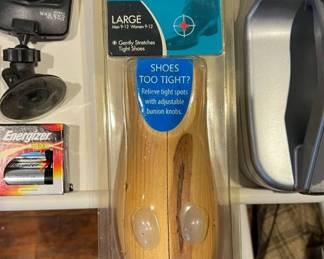 LARGE
Men 9-12 Women 9-12
Gently Stretches
Tight Shoes
SHOES
TOO TIGHT?
Relieve tight spots
with adjustable
bunion knobs.
Energizer